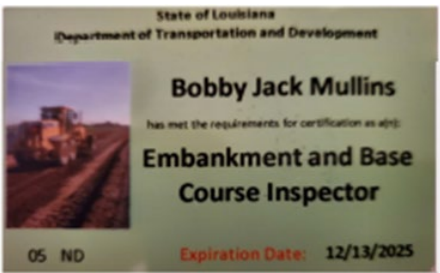 State of Louisiana
Department of Transportation and Development
Bobby Jack Mullins
has met the requirements for certification as a(n):
Embankment and Base
Course Inspector
05 ND
Expiration Date: 12/13/2025